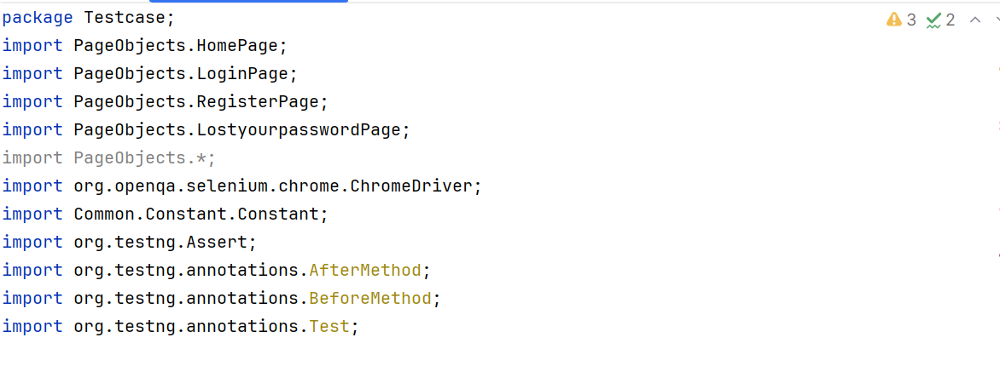 package Testcase;
3 2
import PageObjects.HomePage;
import PageObjects.LoginPage;
import PageObjects.RegisterPage;
import PageObjects.LostyourpasswordPage;
import PageObjects.*;
import org.openqa.selenium.chrome.ChromeDriver;
import Common.Constant.Constant;
import org.testng.Assert;
import org.testng.annotations.AfterMethod;
import org.testng.annotations.BeforeMethod;
import org.testng.annotations.Test;